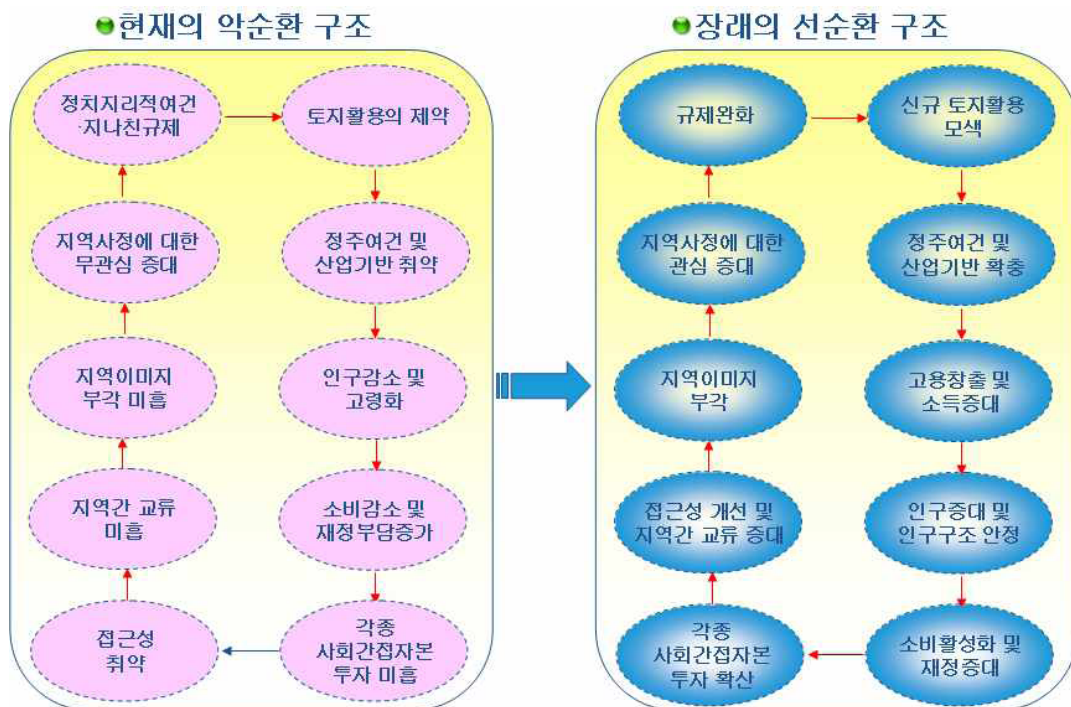 현재의 악순환 구조
정치지리적여건
·지나친규제
토지활용의 제약
정주여건 및
산업기반 취약
인구감소 및
고령화
소비감소 및
재정부담증가
각종
사회간접자본
투자 미흡
접근성
취약
지역간 교류
미흡
지역이미지
부각 미흡
지역사정에 대한
무관심 증대
장래의 선순환 구조
규제완화
신규 토지활용
모색
정주여건 및
산업기반 확충
고용창출 및
소득증대
인구증대 및
인구구조 안정
소비활성화 및
재정증대
각종
사회간접자본
투자 확산
접근성 개선 및
지역간 교류 증대
지역이미지
부각
지역사정에 대한
관심 증대